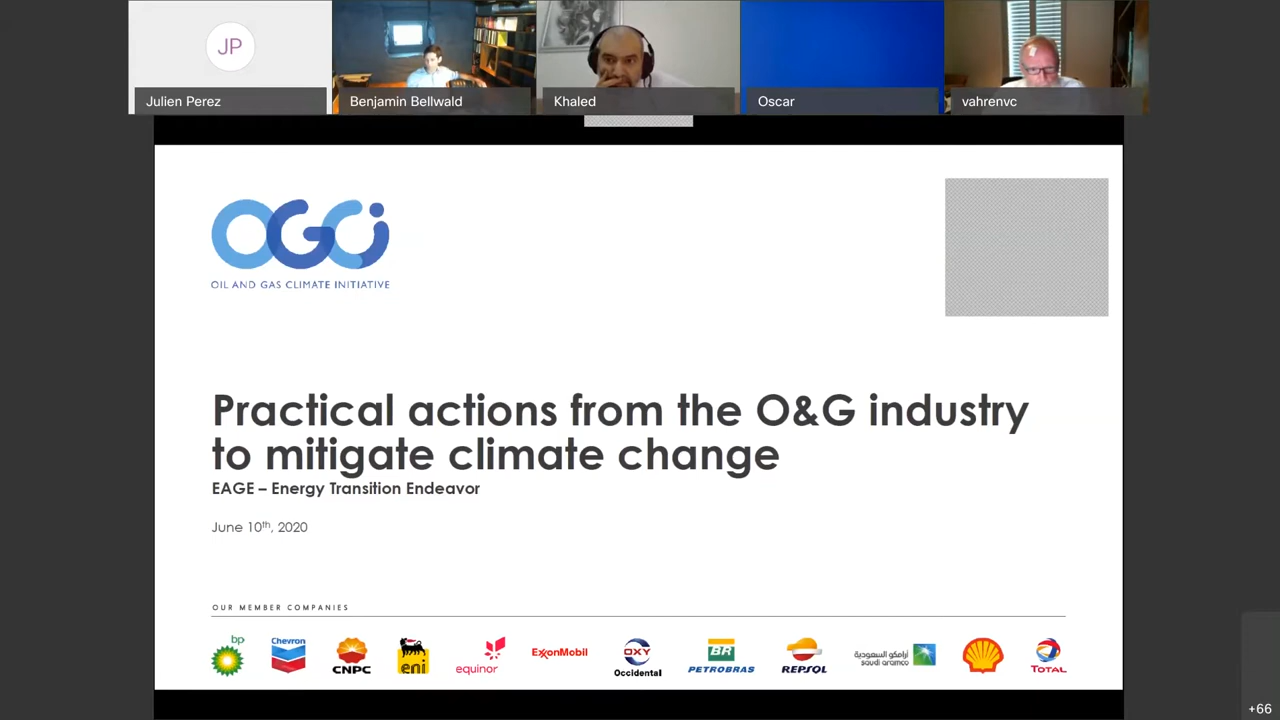 JP
Julien Perez
Benjamin Bellwald
Khaled
Oscar
vahrenvc
OGCi
OIL AND GAS CLIMATE INITIATIVE
Practical actions from the O&G industry
to mitigate climate change
EAGE – Energy Transition Endeavor
June 10th, 2020
OUR MEMBER COMPANIES
bp
Chevron
CNPC
eni
equinor
ExxonMobil
OXY
Occidental
BR
PETROBRAS
REPSOL
أرامكو السعودية
saudi aramco
TOTAL
+66